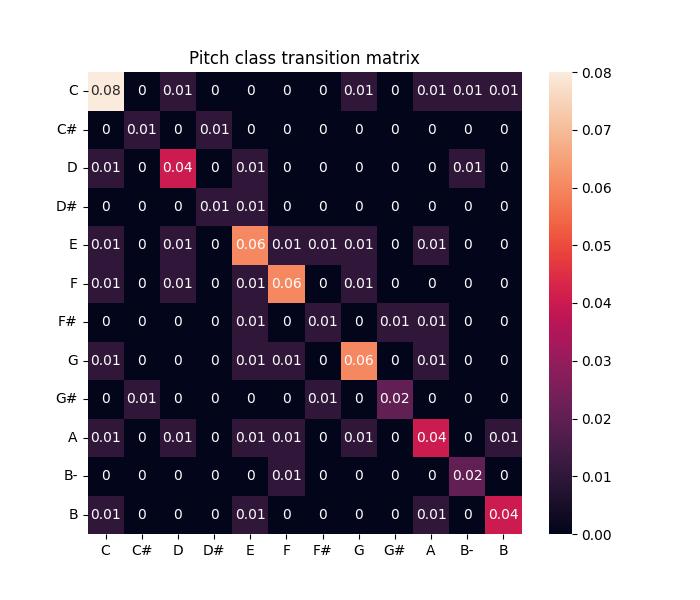 Pitch class transition matrix
C 0.08 0 0.01 0 0 0 0 0.01 0 0.01 0.01 0.01
C# 0 0.01 0 0.01 0 0 0 0 0 0 0 0
D 0.01 0 0.04 0 0.01 0 0 0 0 0 0.01 0
D# 0 0 0 0.01 0.01 0 0 0 0 0 0 0
E 0.01 0 0.01 0 0.06 0.01 0.01 0.01 0 0.01 0 0
F 0.01 0 0.01 0 0.01 0.06 0 0.01 0 0 0 0
F# 0 0 0 0 0.01 0 0.01 0 0.01 0.01 0 0
G 0.01 0 0 0 0.01 0.01 0 0.06 0 0.01 0 0
G# 0 0.01 0 0 0 0 0.01 0 0.02 0 0 0
A 0.01 0 0.01 0 0.01 0.01 0 0.01 0 0.04 0 0.01
B- 0 0 0 0 0 0.01 0 0 0 0 0.02 0
B 0.01 0 0 0 0.01 0 0 0 0 0.01 0 0.04
C C# D D# E F F# G G# A B- B
0.08
0.07
0.06
0.05
0.04
0.03
0.02
0.01
0.00